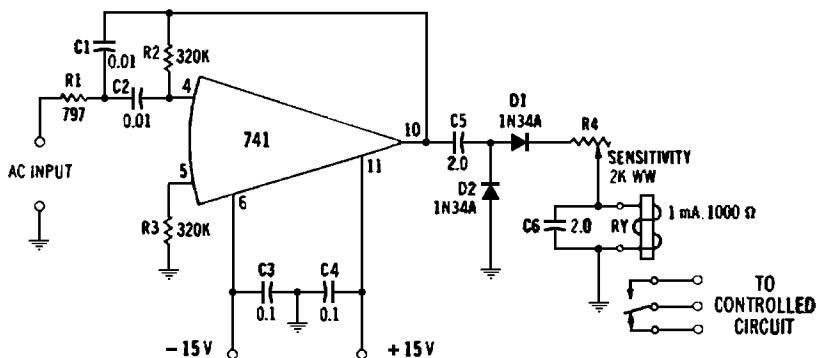 C1
0.01
R2
320K
R1
797
C2
0.01
4
741
5
6
10
11
AC INPUT
R3
320K
C3
0.1
C4
0.1
– 15 V
+ 15 V
C5
2.0
D1
1N34A
D2
1N34A
R4
SENSITIVITY
2K WW
C6
2.0
RY
1 mA. 1000 Ω
TO
CONTROLLED
CIRCUIT